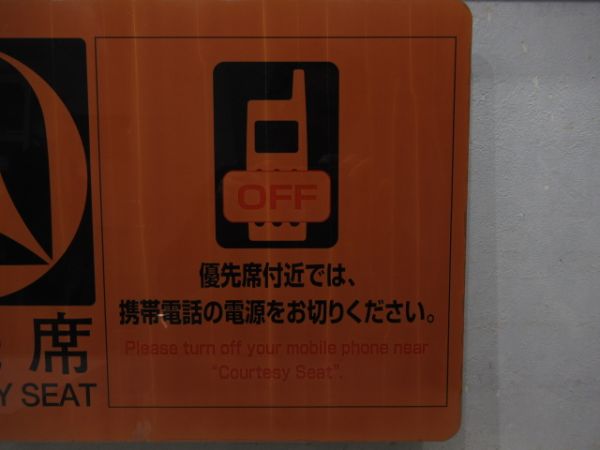 席
SEAT
OFF
優先席付近では、
携帯電話の電源をお切りください。
Please turn off your mobile phone near
"Courtesy Seat".